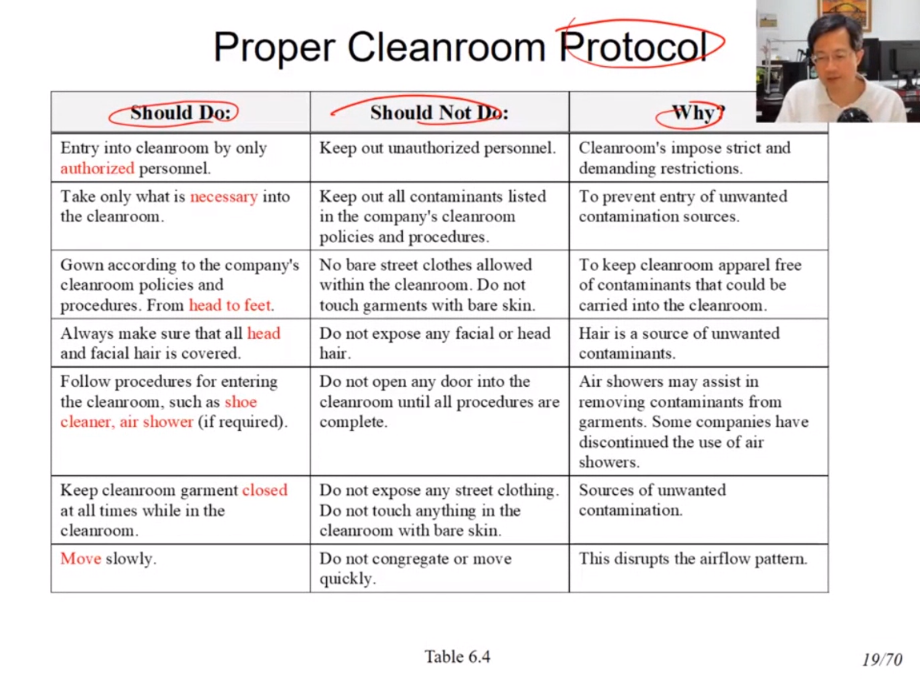 Proper Cleanroom Protocol
Should Do:
Should Not Do:
Why?
Entry into cleanroom by only
authorized personnel.
Keep out unauthorized personnel.
Cleanroom's impose strict and
demanding restrictions.
Take only what is necessary into
the cleanroom.
Keep out all contaminants listed
in the company's cleanroom
policies and procedures.
To prevent entry of unwanted
contamination sources.
Gown according to the company's
cleanroom policies and
procedures. From head to feet.
No bare street clothes allowed
within the cleanroom. Do not
touch garments with bare skin.
To keep cleanroom apparel free
of contaminants that could be
carried into the cleanroom.
Always make sure that all head
and facial hair is covered.
Do not expose any facial or head
hair.
Hair is a source of unwanted
contaminants.
Follow procedures for entering
the cleanroom, such as shoe
cleaner, air shower (if required).
Do not open any door into the
cleanroom until all procedures are
complete.
Air showers may assist in
removing contaminants from
garments. Some companies have
discontinued the use of air
showers.
Keep cleanroom garment closed
at all times while in the
cleanroom.
Do not expose any street clothing.
Do not touch anything in the
cleanroom with bare skin.
Sources of unwanted
contamination.
Move slowly.
Do not congregate or move
quickly.
This disrupts the airflow pattern.
Table 6.4
19/70